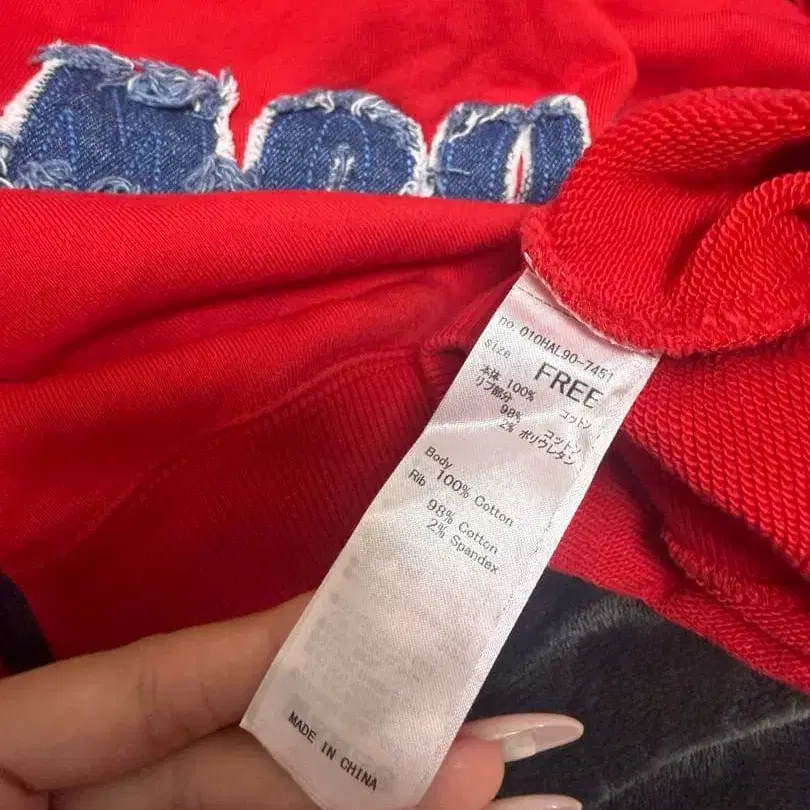 no. 010HAL90-7451
size
FREE
本体 100% コットン
リブ部分
98% コットン
2% ポリウレタン
Body
100% Cotton
Rib
98% Cotton
2% Spandex
MADE IN CHINA